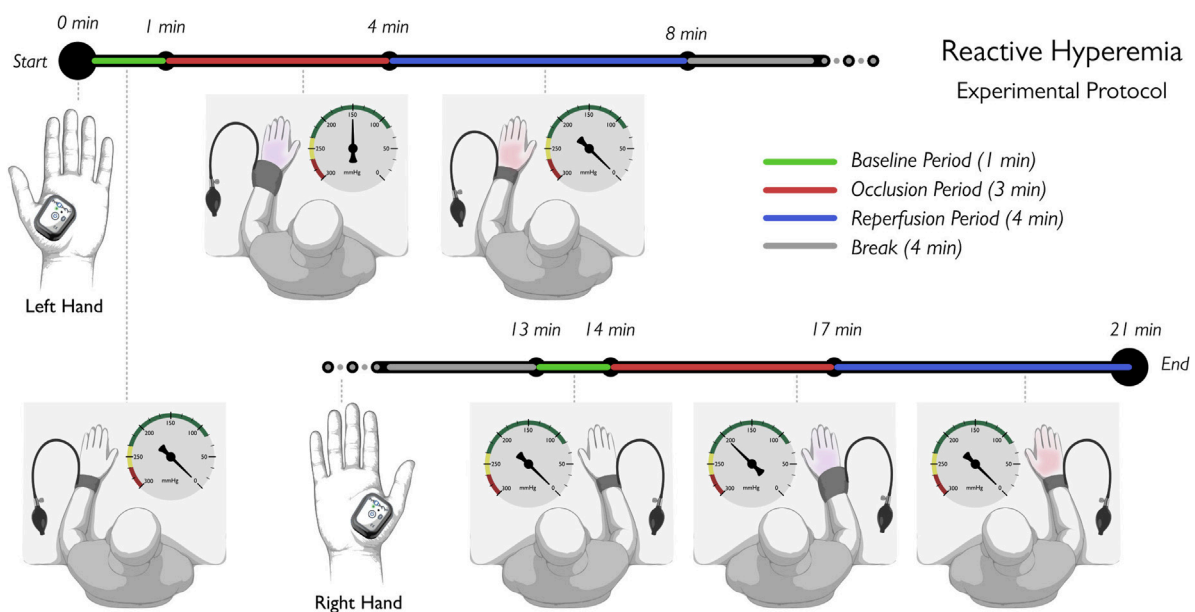 0 min
1 min
4 min
8 min
Start
Reactive Hyperemia
Experimental Protocol
Baseline Period (1 min)
Occlusion Period (3 min)
Reperfusion Period (4 min)
Break (4 min)
0
50
100
150
200
250
300
mmHg
0
50
100
150
200
250
300
mmHg
Left Hand
13 min
14 min
17 min
21 min
End
0
50
100
150
200
250
300
mmHg
0
50
100
150
200
250
300
mmHg
0
50
100
150
200
250
300
mmHg
0
50
100
150
200
250
300
mmHg
Right Hand